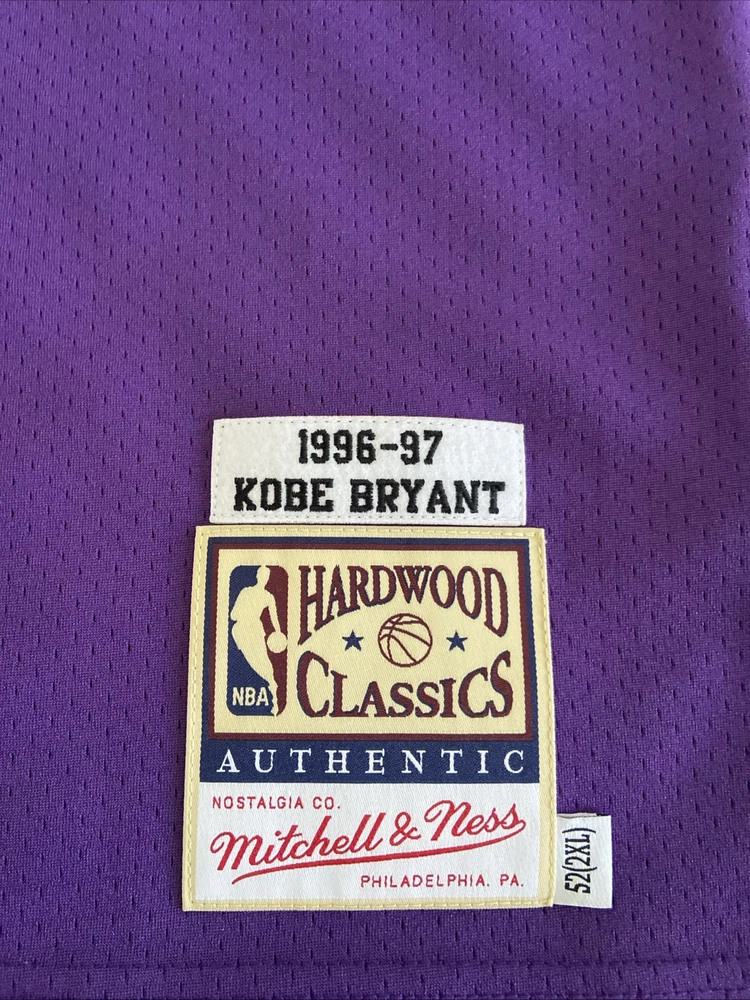 1996-97
KOBE BRYANT
HARDWOOD
CLASSICS
NBA
AUTHENTIC
NOSTALGIA CO.
Mitchell & Ness
PHILADELPHIA, PA.
52(2XL)